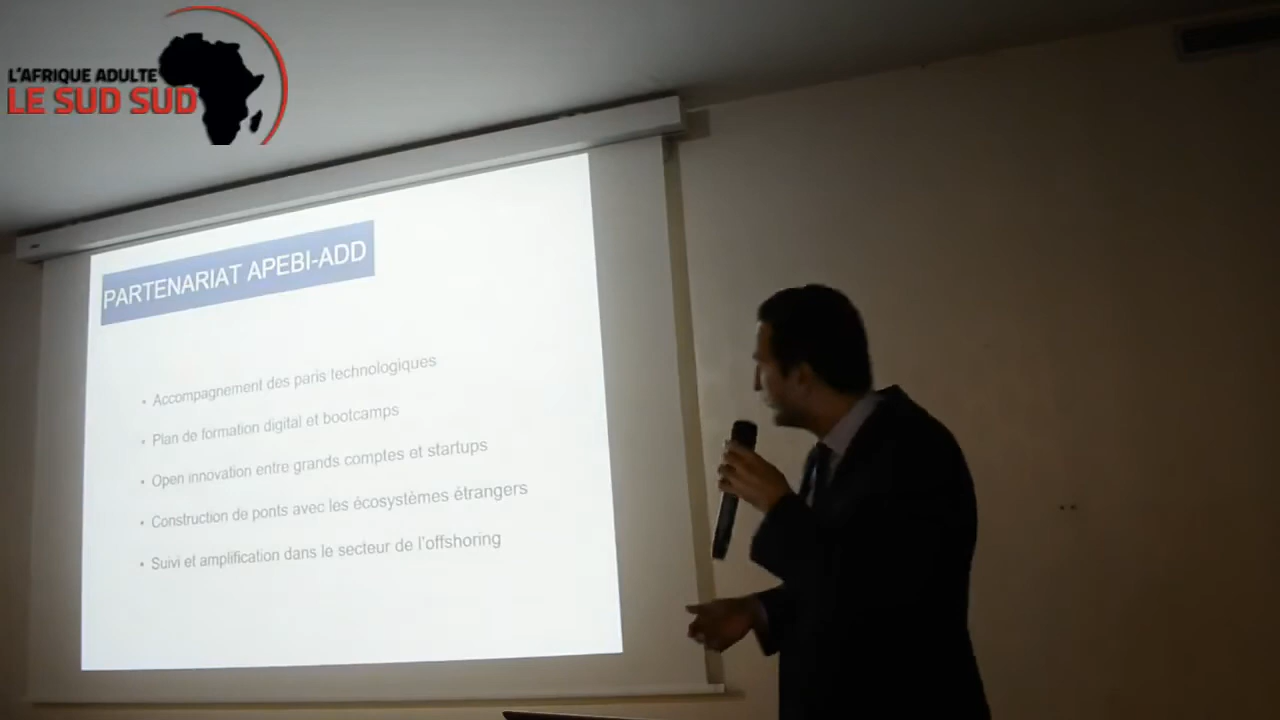 L'AFRIQUE ADULTE
LE SUD SUD
PARTENARIAT APEBI-ADD
• Accompagnement des paris technologiques
• Plan de formation digital et bootcamps
• Open innovation entre grands comptes et startups
• Construction de ponts avec les écosystèmes étrangers
• Suivi et amplification dans le secteur de l'offshoring